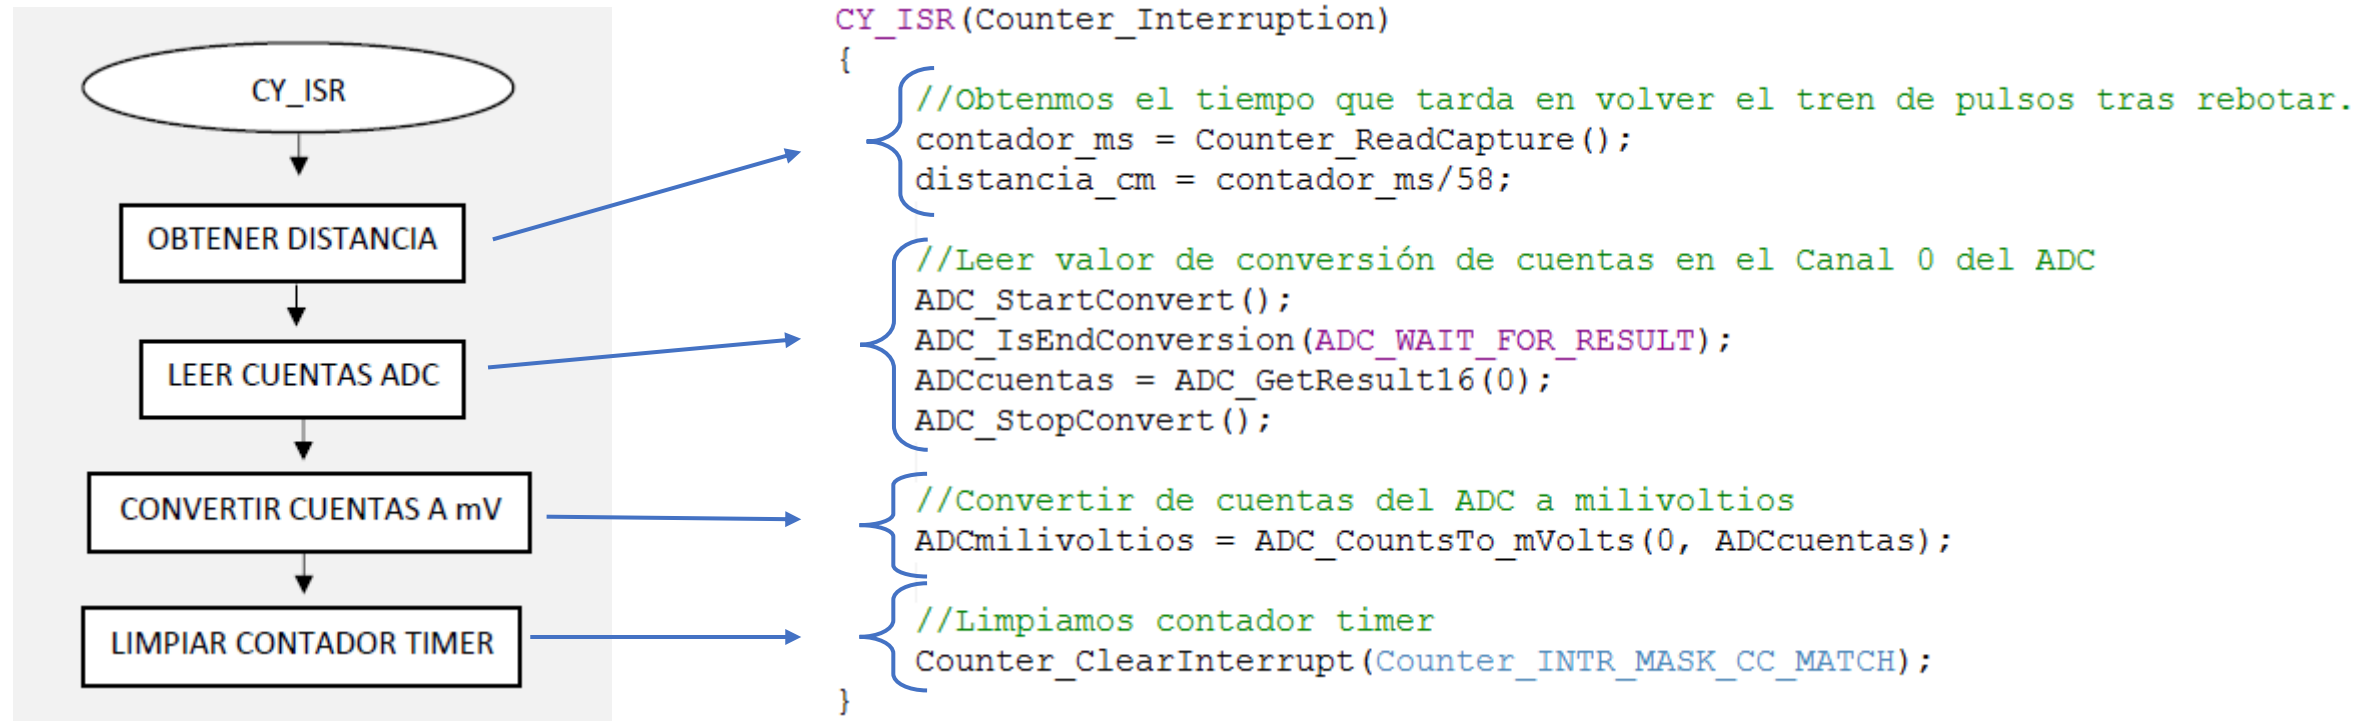 CY_ISR
OBTENER DISTANCIA
LEER CUENTAS ADC
CONVERTIR CUENTAS A mV
LIMPIAR CONTADOR TIMER
CY_ISR(Counter_Interruption)
{
//Obtenmos el tiempo que tarda en volver el tren de pulsos tras rebotar.
contador_ms = Counter_ReadCapture();
distancia_cm = contador_ms/58;
//Leer valor de conversión de cuentas en el Canal 0 del ADC
ADC_StartConvert();
ADC_IsEndConversion(ADC_WAIT_FOR_RESULT);
ADCcuentas = ADC_GetResult16(0);
ADC_StopConvert();
//Convertir de cuentas del ADC a milivoltios
ADCmilivoltios = ADC_CountsTo_mVolts(0, ADCcuentas);
//Limpiamos contador timer
Counter_ClearInterrupt(Counter_INTR_MASK_CC_MATCH);
}